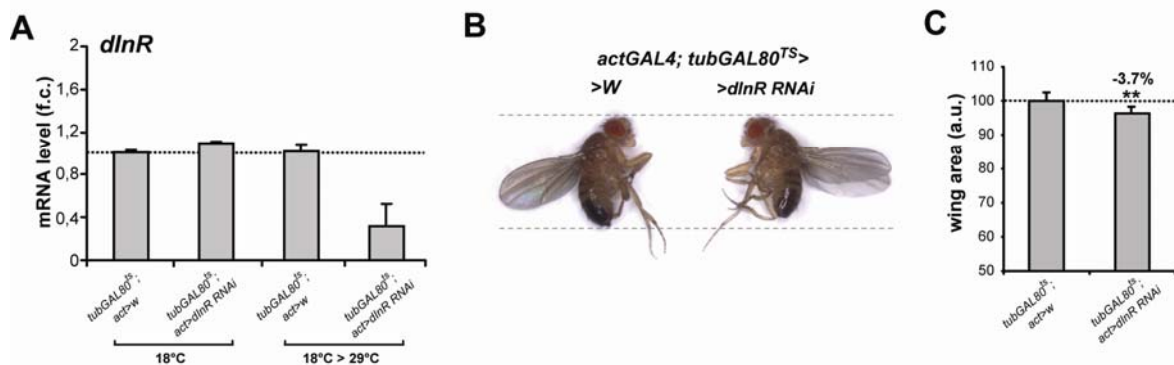 A
dInR
mRNA level (f.c.)
2
1,6
1,2
0,8
0,4
0
tubGAL80ts;
act>w
tubGAL80ts;
act>dInR RNAi
tubGAL80ts;
act>w
tubGAL80ts;
act>dInR RNAi
18ºC
18ºC > 29ºC
B
actGAL4; tubGAL80TS>
>W
>dInR RNAi
C
wing area (a.u.)
110
100
90
80
70
60
50
-3.7%
**
tubGAL80ts;
act>w
tubGAL80ts;
act>dInR RNAi